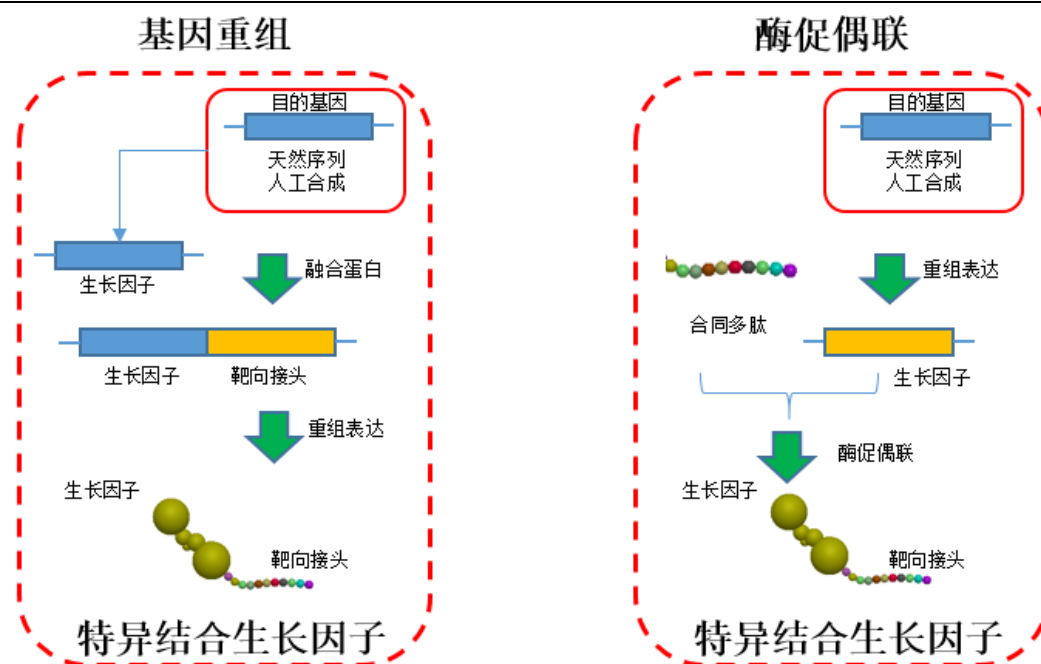 基因重组
目的基因
天然序列
人工合成
生长因子
融合蛋白
生长因子
靶向接头
重组表达
生长因子
靶向接头
特异结合生长因子
酶促偶联
目的基因
天然序列
人工合成
重组表达
合同多肽
生长因子
酶促偶联
生长因子
靶向接头
特异结合生长因子